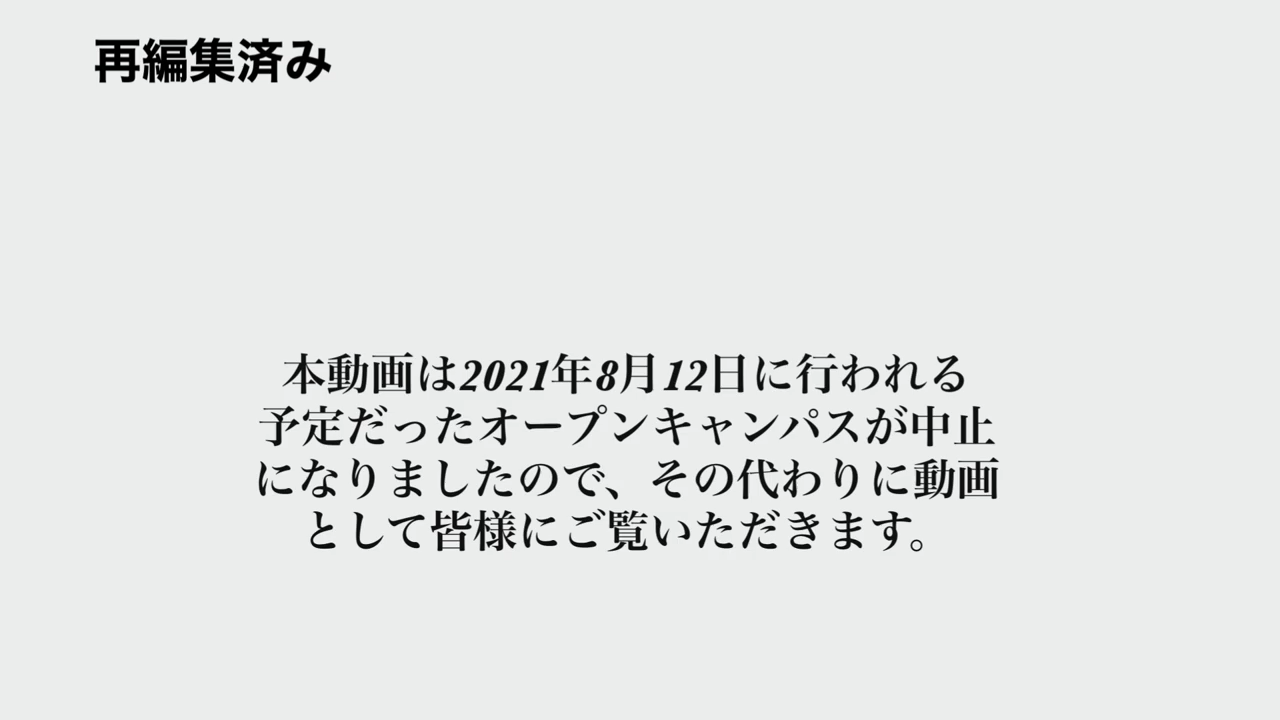 再編集済み
本動画は2021年8月12日に行われる
予定だったオープンキャンパスが中止
になりましたので、その代わりに動画
として皆様にご覧いただきます。